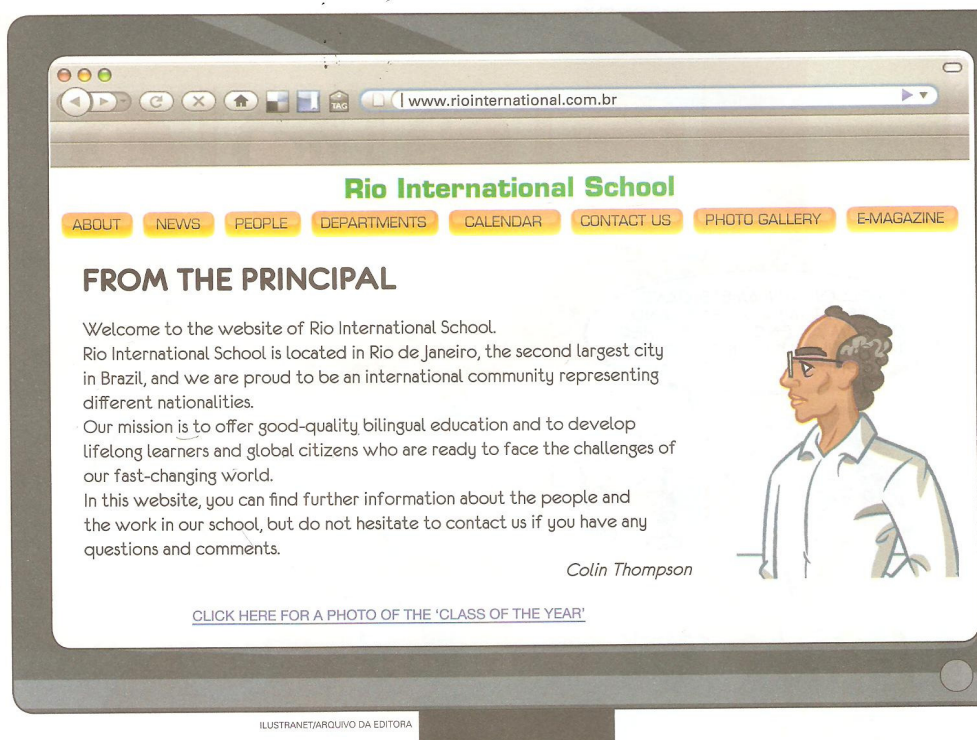 TAG
www.riointernational.com.br
Rio International School
ABOUT NEWS PEOPLE DEPARTMENTS CALENDAR CONTACT US PHOTO GALLERY E-MAGAZINE
FROM THE PRINCIPAL
Welcome to the website of Rio International School.
Rio International School is located in Rio de Janeiro, the second largest city
in Brazil, and we are proud to be an international community representing
different nationalities.
Our mission is to offer good-quality bilingual education and to develop
lifelong learners and global citizens who are ready to face the challenges of
our fast-changing world.
In this website, you can find further information about the people and
the work in our school, but do not hesitate to contact us if you have any
questions and comments.
Colin Thompson
CLICK HERE FOR A PHOTO OF THE 'CLASS OF THE YEAR'
ILUSTRANET/ARQUIVO DA EDITORA